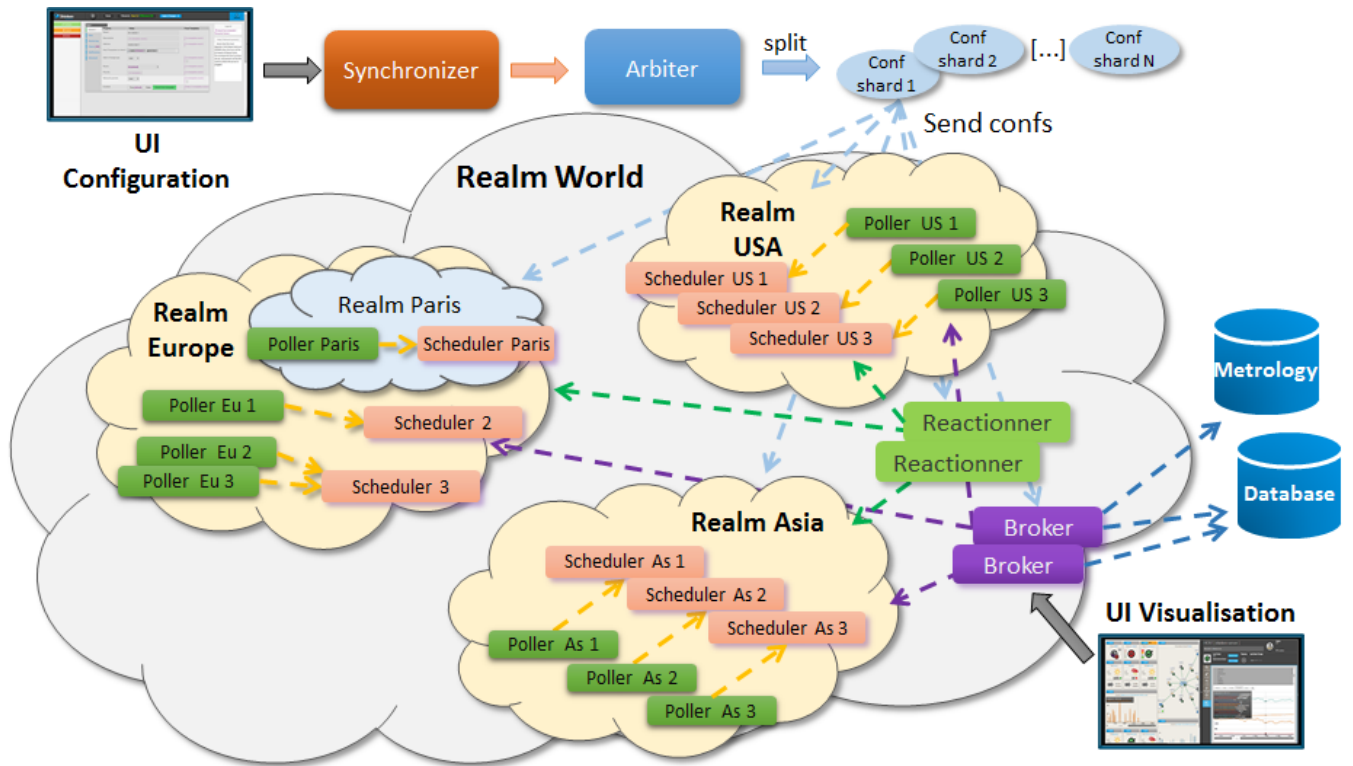 UI
Configuration
Synchronizer
Arbiter
split
Conf
shard 1
Conf
shard 2
[...]
Conf
shard N
Send confs
Realm World
Realm
USA
Poller US 1
Poller US 2
Poller US 3
Scheduler US 1
Scheduler US 2
Scheduler US 3
Realm
Europe
Realm Paris
Poller Paris
Scheduler Paris
Poller Eu 1
Scheduler 2
Poller Eu 2
Poller Eu 3
Scheduler 3
Reactionner
Reactionner
Metrology
Database
Realm Asia
Scheduler As 1
Scheduler As 2
Scheduler As 3
Poller As 1
Poller As 2
Poller As 3
Broker
Broker
UI Visualisation